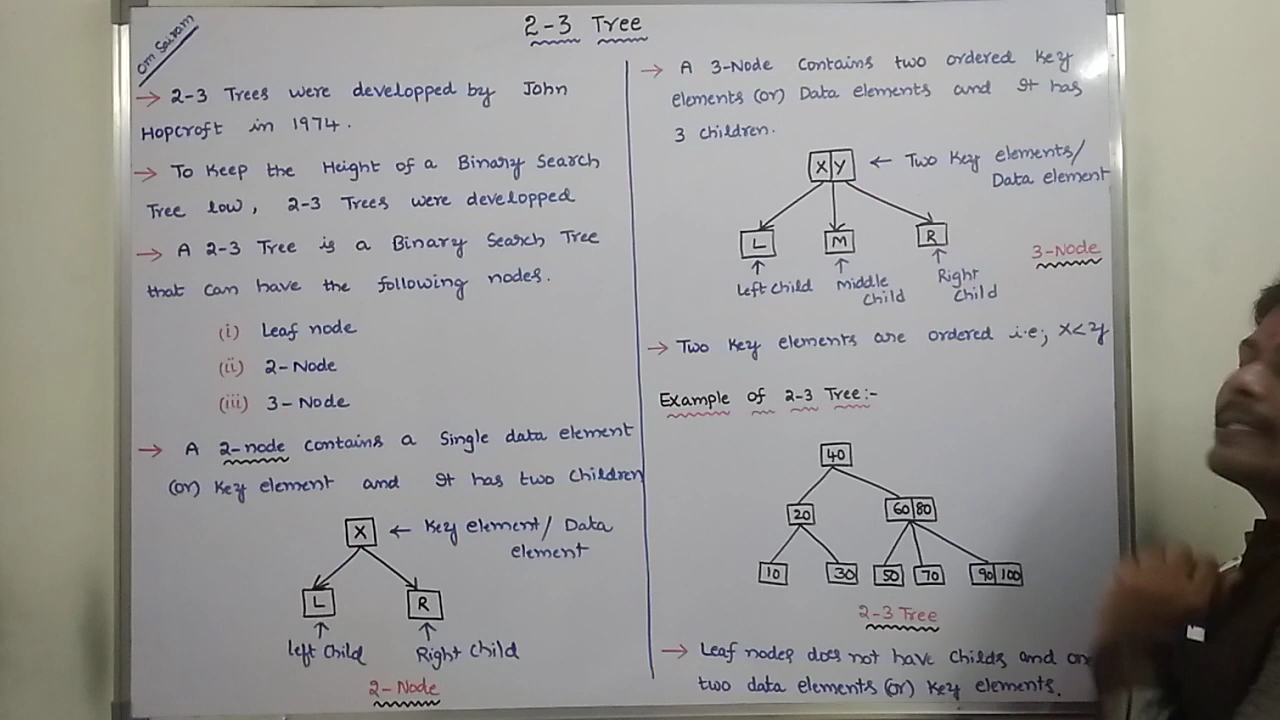 Om Sairam
2-3 Tree
→ 2-3 Trees were developped by John
Hopcroft in 1974.
→ To Keep the Height of a Binary Search
Tree low, 2-3 Trees were developped
→ A 2-3 Tree is a Binary Search Tree
that can have the following nodes.
(i) Leaf node
(ii) 2-Node
(iii) 3-Node
→ A 2-node contains a Single data element
(or) Key element and It has two Children
X ← Key element/ Data
element
L R
Left child Right Child
2-Node
→ A 3-Node Contains two ordered Key
elements (or) Data elements and It has
3 children.
X Y ← Two Key elements/
Data element
L M R
Left child Middle Child Right Child
3-Node
→ Two Key elements are ordered i.e; X<Y
Example of 2-3 Tree:-
40
20 60 80
10 30 50 70 90 100
2-3 Tree
→ Leaf nodes does not have Childs and
two data elements (or) Key elements.